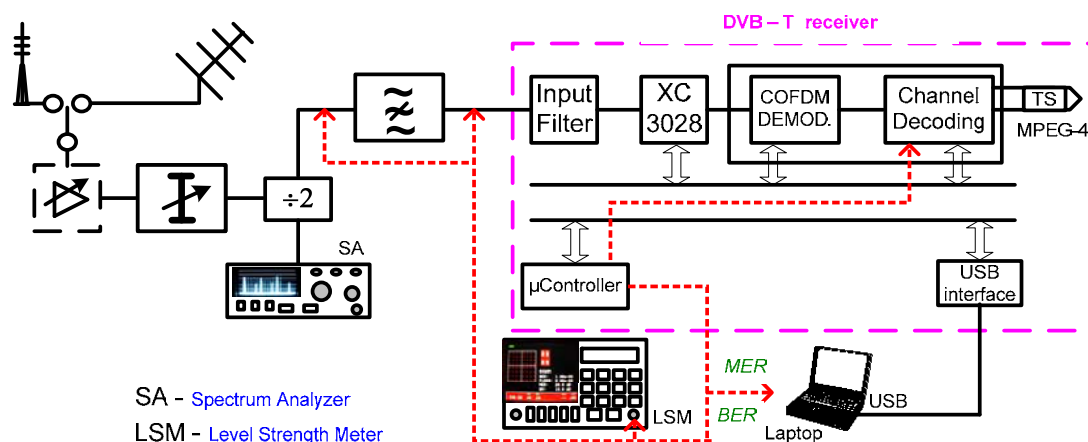 DVB – T receiver
Input
Filter
XC
3028
COFDM
DEMOD.
Channel
Decoding
TS
MPEG-4
÷2
SA
µController
USB
interface
LSM
MER
BER
USB
Laptop
SA - Spectrum Analyzer
LSM - Level Strength Meter